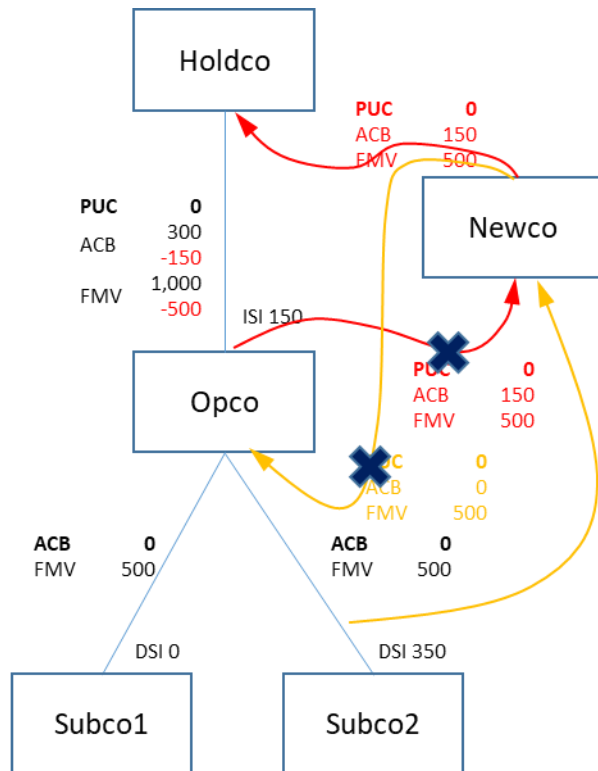 Holdco
PUC 0
ACB 150
FMV 500
Newco
PUC 0
ACB 300
-150
FMV 1,000
-500
ISI 150
Opco
PUC 0
ACB 150
FMV 500
PUC 0
ACB 0
FMV 500
ACB 0
FMV 500
ACB 0
FMV 500
DSI 0
DSI 350
Subco1
Subco2